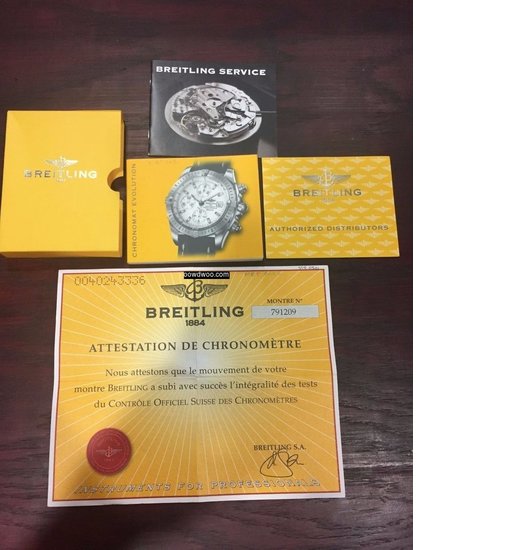 BREITLING SERVICE
BREITLING
CHRONOMAT EVOLUTION
BREITLING
AUTHORIZED DISTRIBUTORS
bowdwoo.com
0040243336
BREITLING
1884
MONTRE N°
791209
ATTESTATION DE CHRONOMÈTRE
Nous attestons que le mouvement de votre
montre BREITLING a subi avec succès l'intégralité des tests
du CONTRÔLE OFFICIEL SUISSE DES CHRONOMÈTRES
BREITLING S.A.
INSTRUMENTS FOR PROFESSIONALS